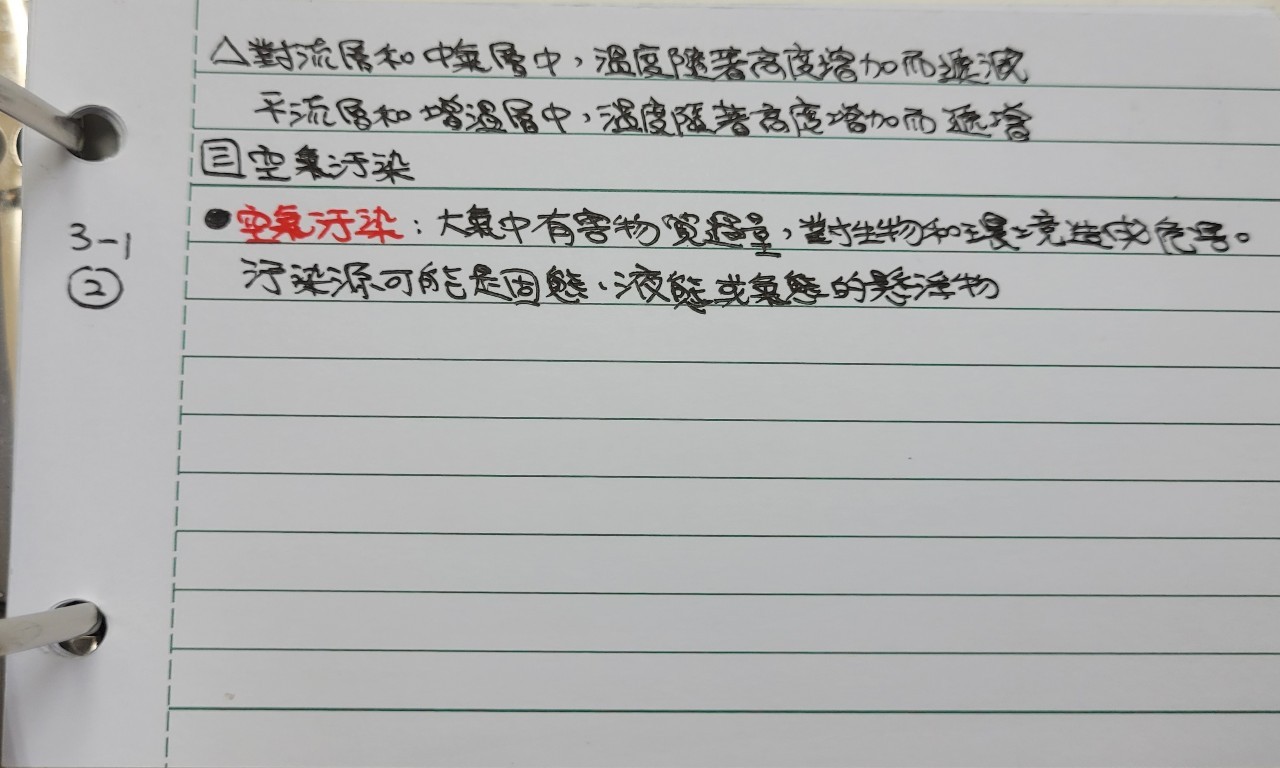 △對流層和中氣層中，溫度隨著高度增加而遞減
平流層和增溫層中，溫度隨著高度增加而遞增
三 空氣汙染
●空氣汙染：大氣中有害物質超量，對生物和環境造成危害。
汙染源可能是固態、液態或氣態的懸浮物
3-1
②